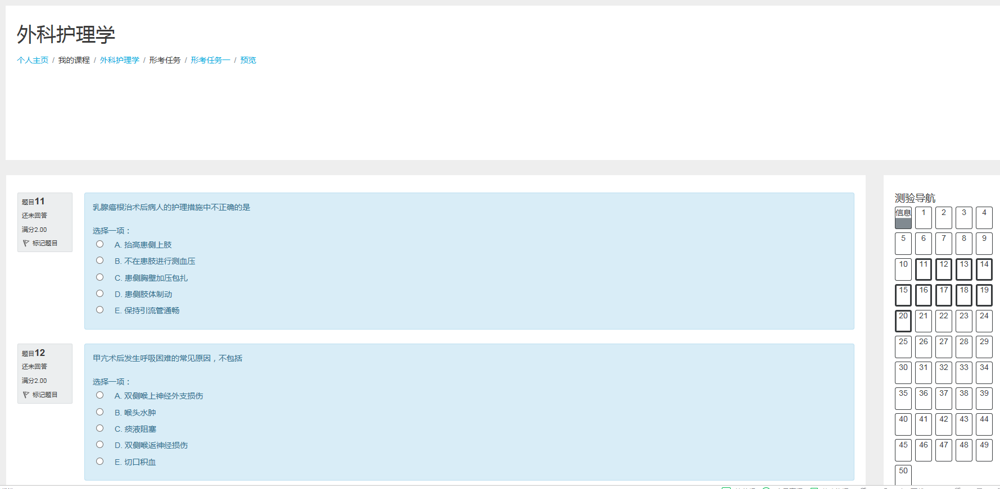 外科护理学
个人主页 / 我的课程 / 外科护理学 / 形考任务 / 形考任务一 / 预览
题目11
还未回答
满分2.00
标记题目
乳腺癌根治术后病人的护理措施中不正确的是
选择一项：
A. 抬高患侧上肢
B. 不在患肢进行测血压
C. 患侧胸壁加压包扎
D. 患侧肢体制动
E. 保持引流管通畅
题目12
还未回答
满分2.00
标记题目
甲亢术后发生呼吸困难的常见原因，不包括
选择一项：
A. 双侧喉上神经外支损伤
B. 喉头水肿
C. 痰液阻塞
D. 双侧喉返神经损伤
E. 切口积血
测验导航
信息 1 2 3 4
5 6 7 8 9
10 11 12 13 14
15 16 17 18 19
20 21 22 23 24
25 26 27 28 29
30 31 32 33 34
35 36 37 38 39
40 41 42 43 44
45 46 47 48 49
50